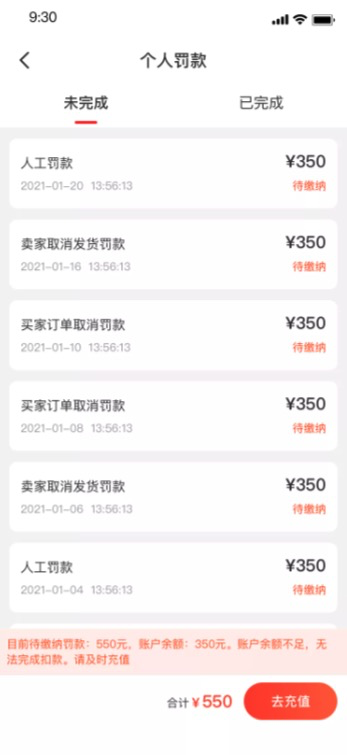 9:30
个人罚款
未完成 已完成
人工罚款 ¥350
2021-01-20 13:56:13 待缴纳
卖家取消发货罚款 ¥350
2021-01-16 13:56:13 待缴纳
买家订单取消罚款 ¥350
2021-01-10 13:56:13 待缴纳
买家订单取消罚款 ¥350
2021-01-08 13:56:13 待缴纳
卖家取消发货罚款 ¥350
2021-01-06 13:56:13 待缴纳
人工罚款 ¥350
2021-01-04 13:56:13 待缴纳
目前待缴纳罚款：550元，账户余额：350元。账户余额不足，无
法完成扣款。请及时充值
合计 ¥550 去充值